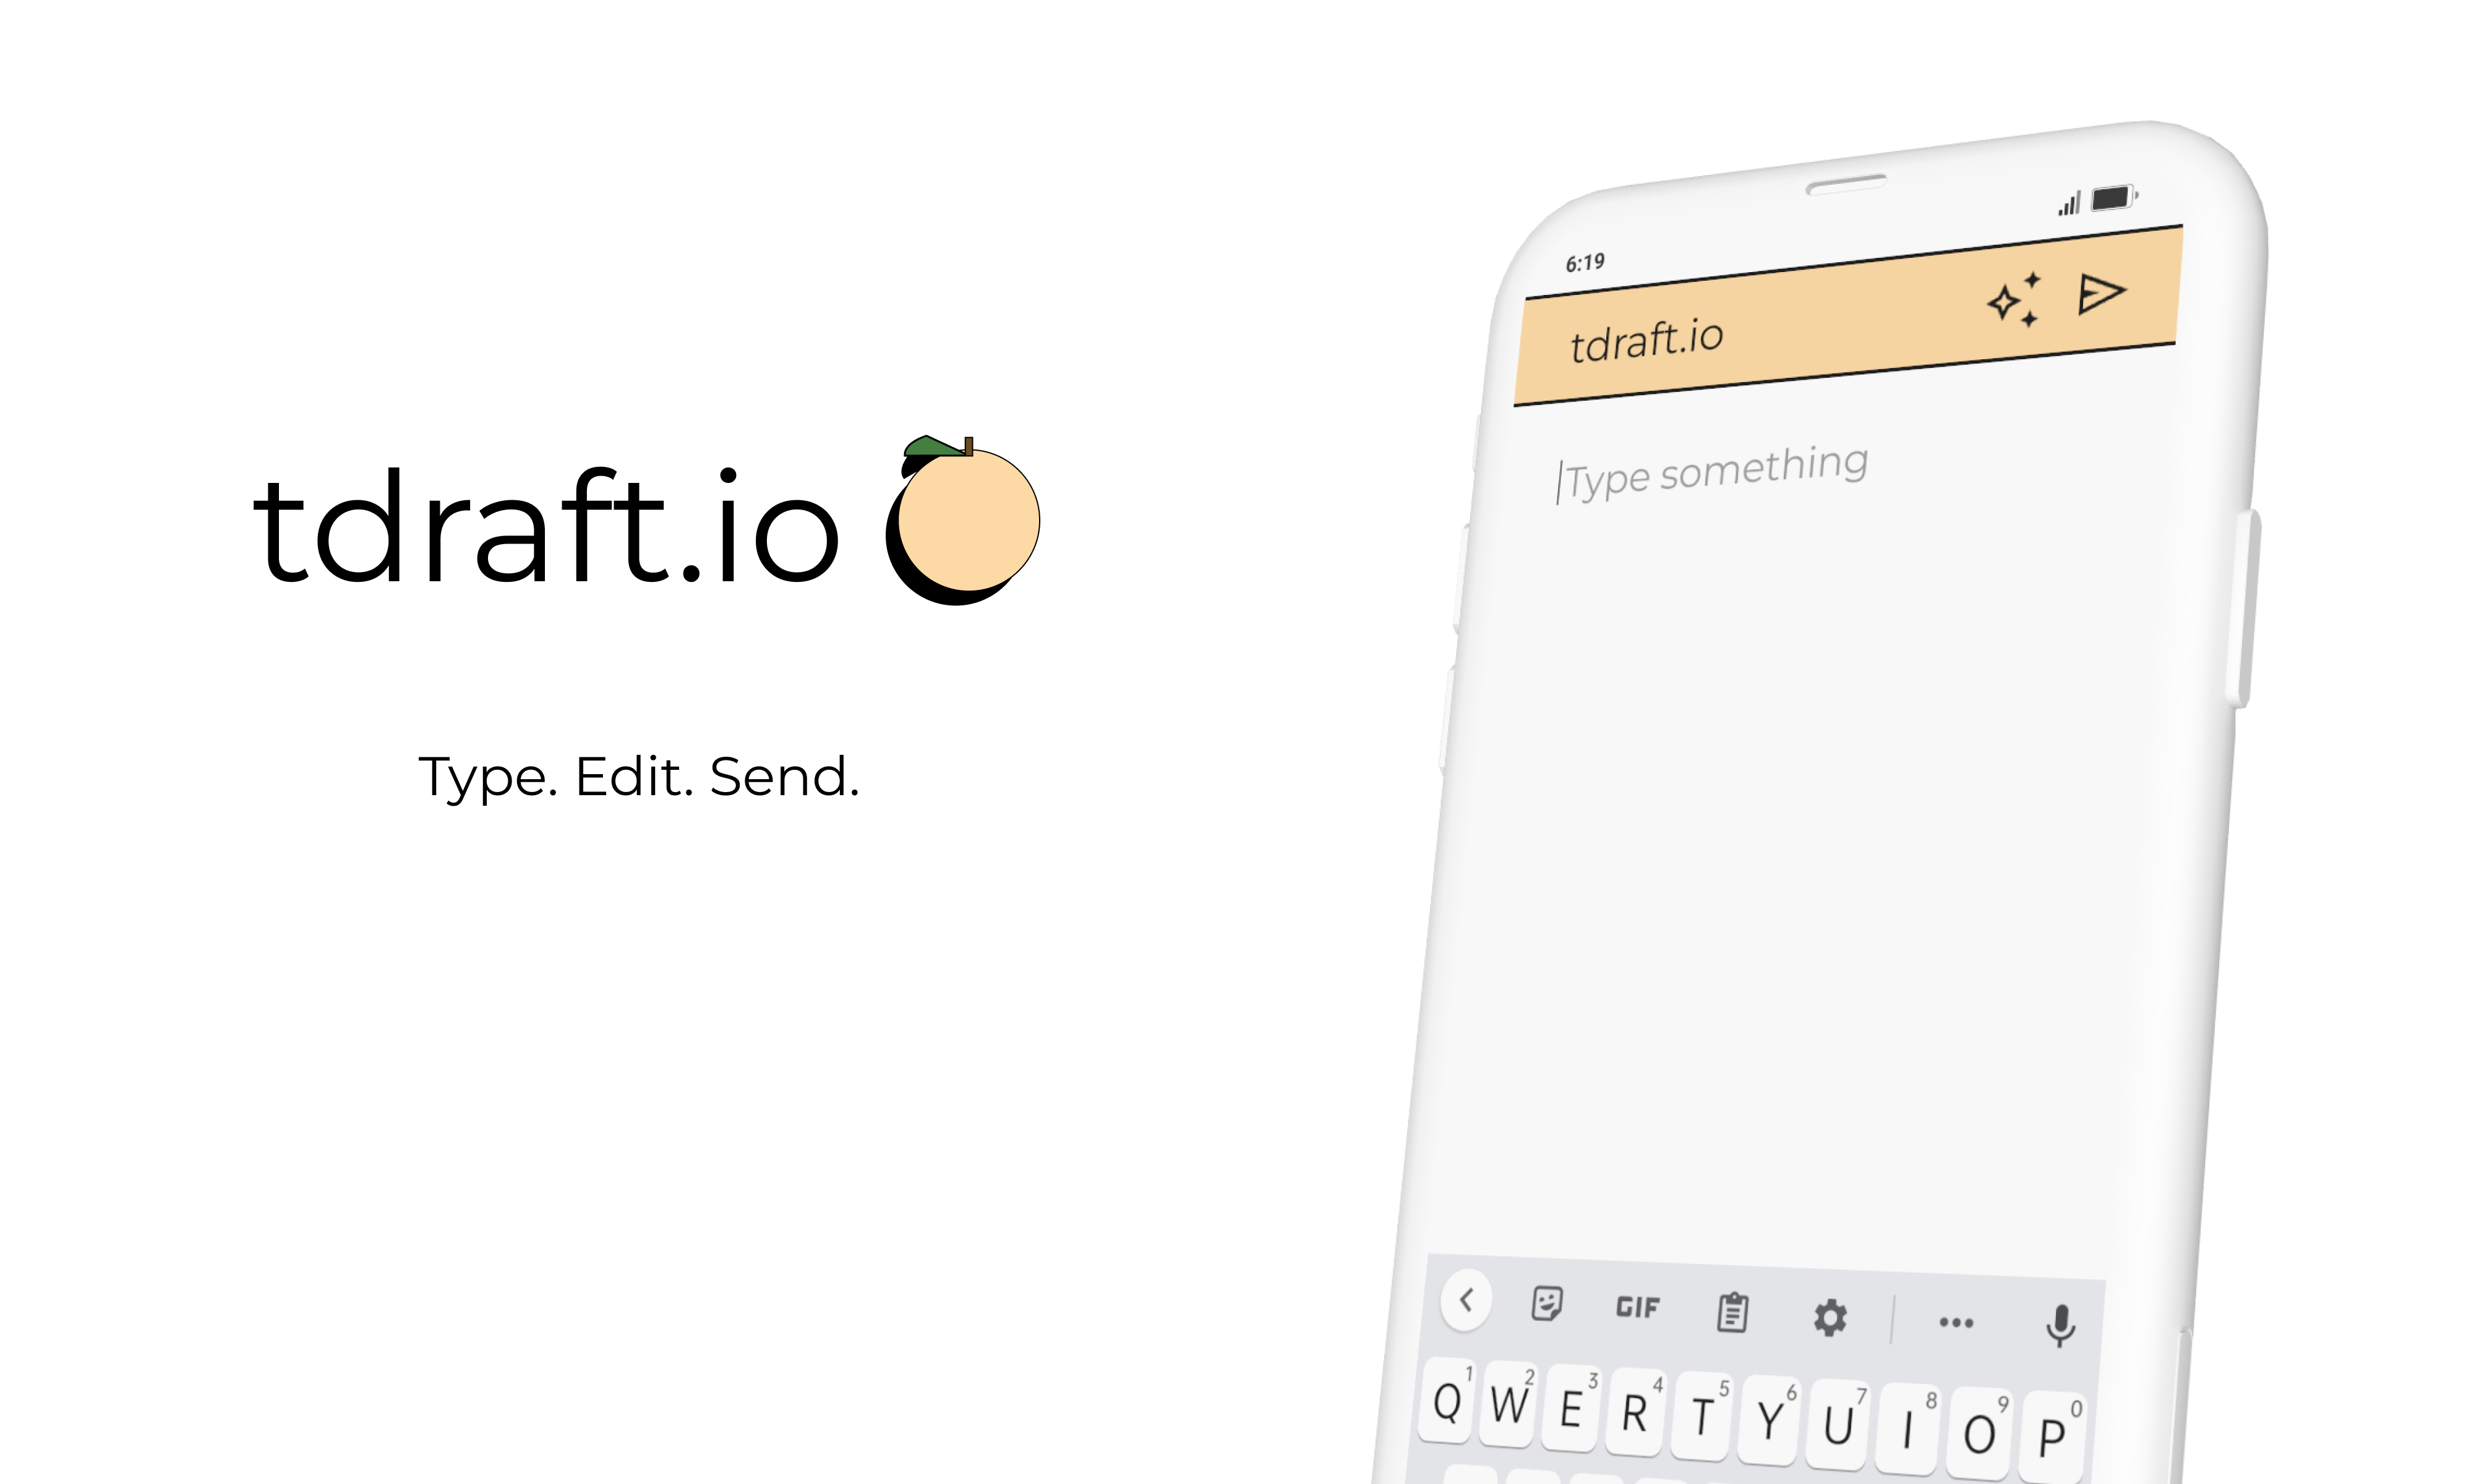 tdraft.io
Type. Edit. Send.
6:19
tdraft.io
Type something
GIF
Q 1 W 2 E 3 R 4 T 5 Y 6 U 7 I 8 O 9 P 0